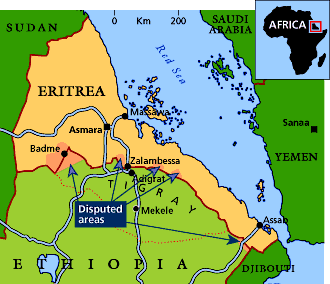 0 Km 200
SAUDI
ARABIA
AFRICA
SUDAN
Red Sea
ERITREA
Massawa
Asmara
Sanaa
Badme
Zalambessa
YEMEN
Adigrat
TIGRAY
Disputed
areas
Mekele
Assab
ETHIOPIA
DJIBOUTI